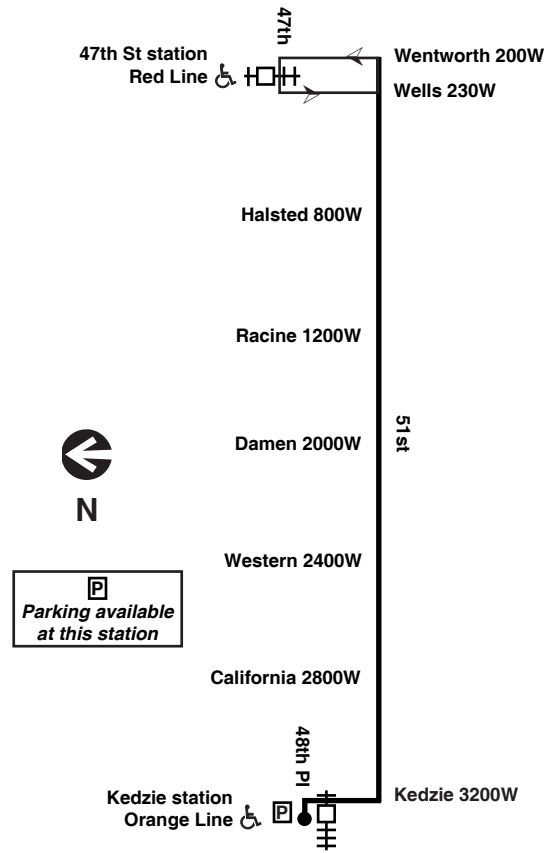 47th
47th St station
Red Line
Wentworth 200W
Wells 230W
Halsted 800W
Racine 1200W
51st
Damen 2000W
N
Western 2400W
P
Parking available
at this station
California 2800W
48th Pl
Kedzie station
Orange Line
P
Kedzie 3200W